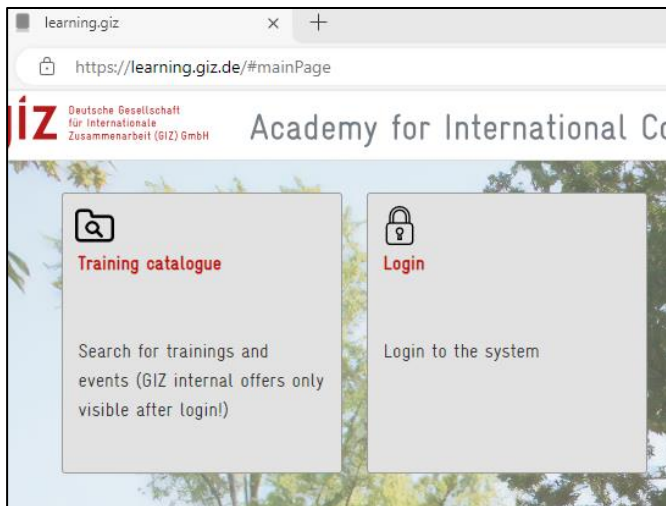 learning.giz
https://learning.giz.de/#mainPage
giz
Deutsche Gesellschaft
für Internationale
Zusammenarbeit (GIZ) GmbH
Academy for International
Training catalogue
Search for trainings and
events (GIZ internal offers only
visible after login!)
Login
Login to the system